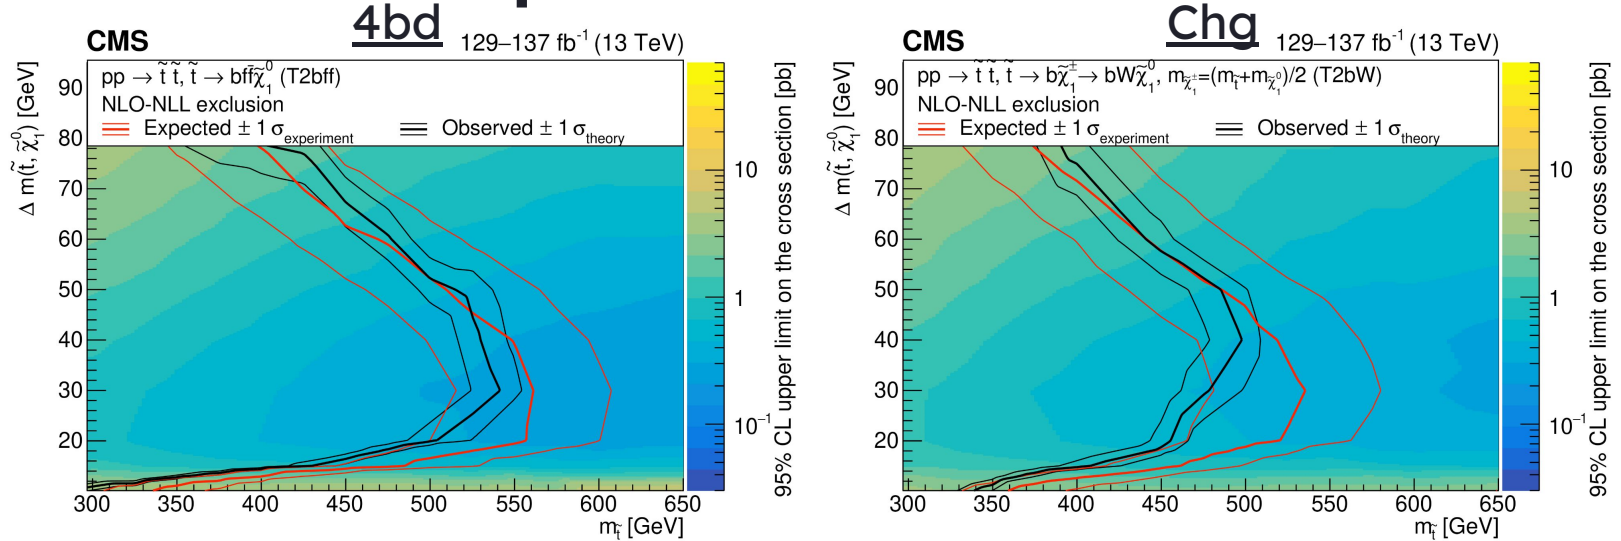 4bd
CMS 129–137 fb⁻¹ (13 TeV)
pp → t̃ t̃, t̃ → bff̄χ̃⁰₁ (T2bff)
NLO-NLL exclusion
Expected ± 1 σexperiment
Observed ± 1 σtheory
Δ m(t̃, χ̃⁰₁) [GeV]
90
80
70
60
50
40
30
20
300 350 400 450 500 550 600 650
m_t̃ [GeV]
10
1
10⁻¹
95% CL upper limit on the cross section [pb]
Chg
CMS 129–137 fb⁻¹ (13 TeV)
pp → t̃ t̃, t̃ → bχ̃±₁ → bWχ̃⁰₁, m_χ̃±₁=(m_t̃+m_χ̃⁰₁)/2 (T2bW)
NLO-NLL exclusion
Expected ± 1 σexperiment
Observed ± 1 σtheory
Δ m(t̃, χ̃⁰₁) [GeV]
90
80
70
60
50
40
30
20
300 350 400 450 500 550 600 650
m_t̃ [GeV]
10
1
10⁻¹
95% CL upper limit on the cross section [pb]